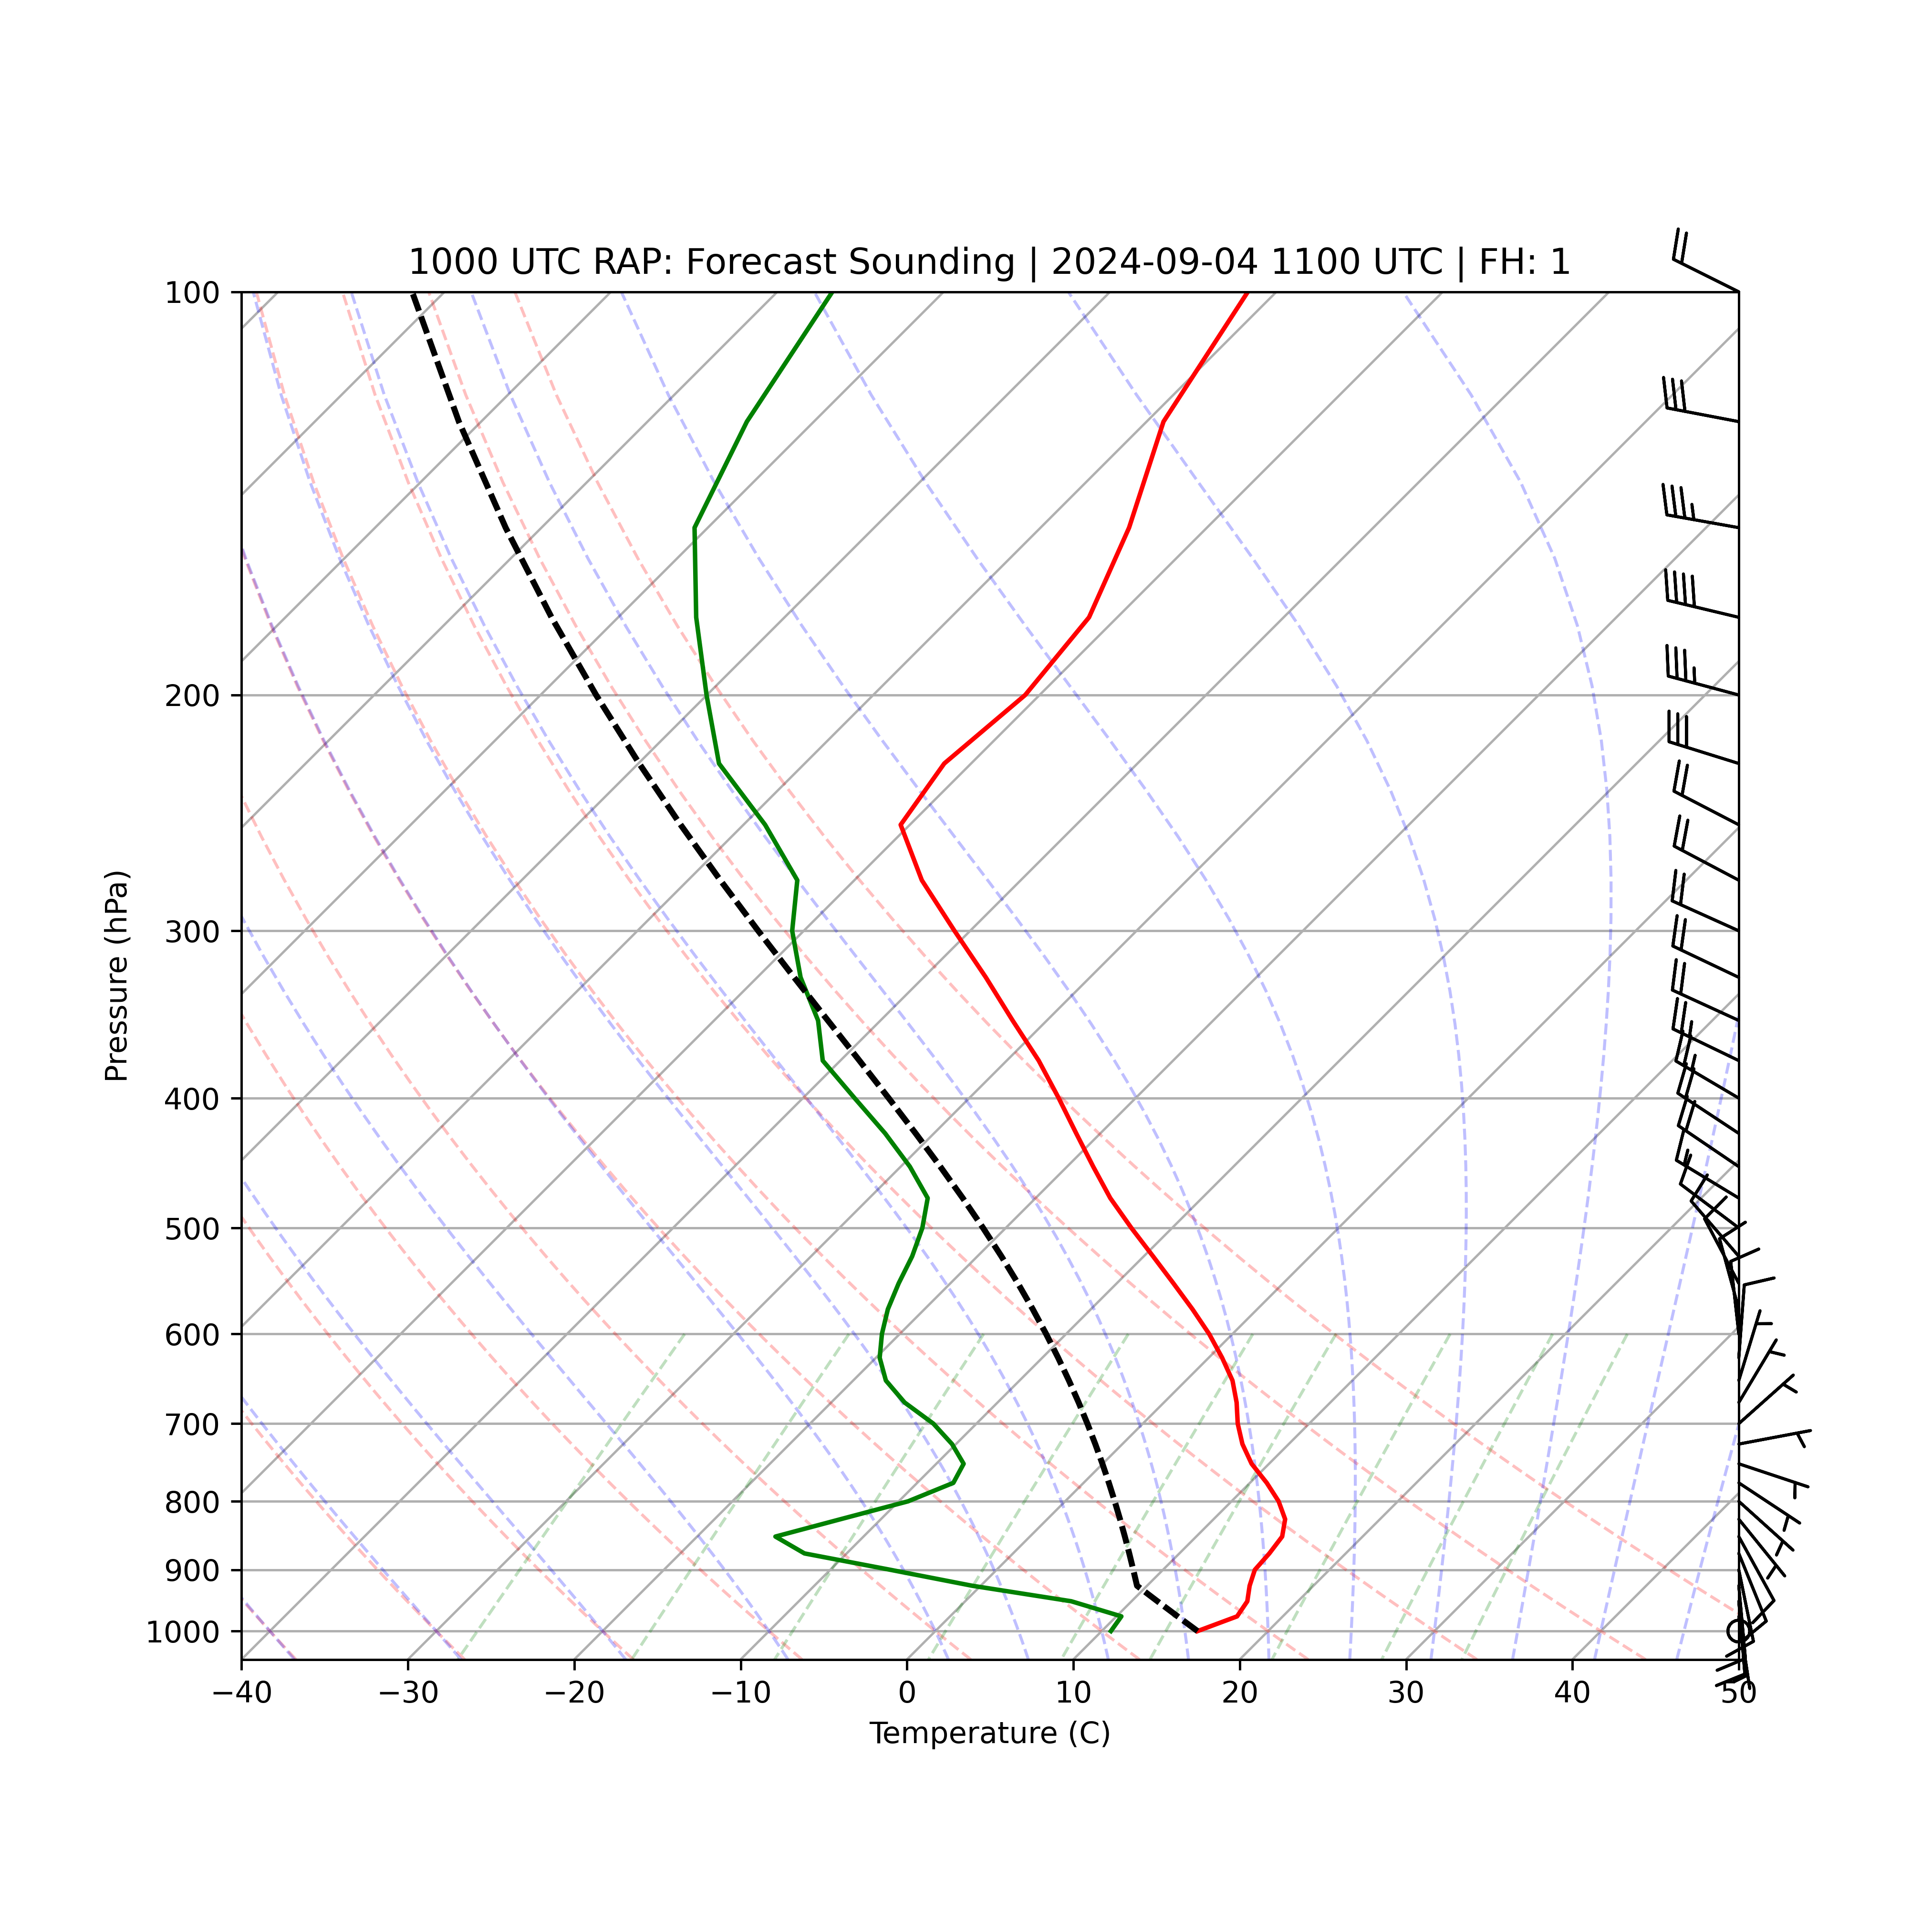 1000 UTC RAP: Forecast Sounding | 2024-09-04 1100 UTC | FH: 1
100
200
300
400
500
600
700
800
900
1000
Pressure (hPa)
−40 −30 −20 −10 0 10 20 30 40 50
Temperature (C)